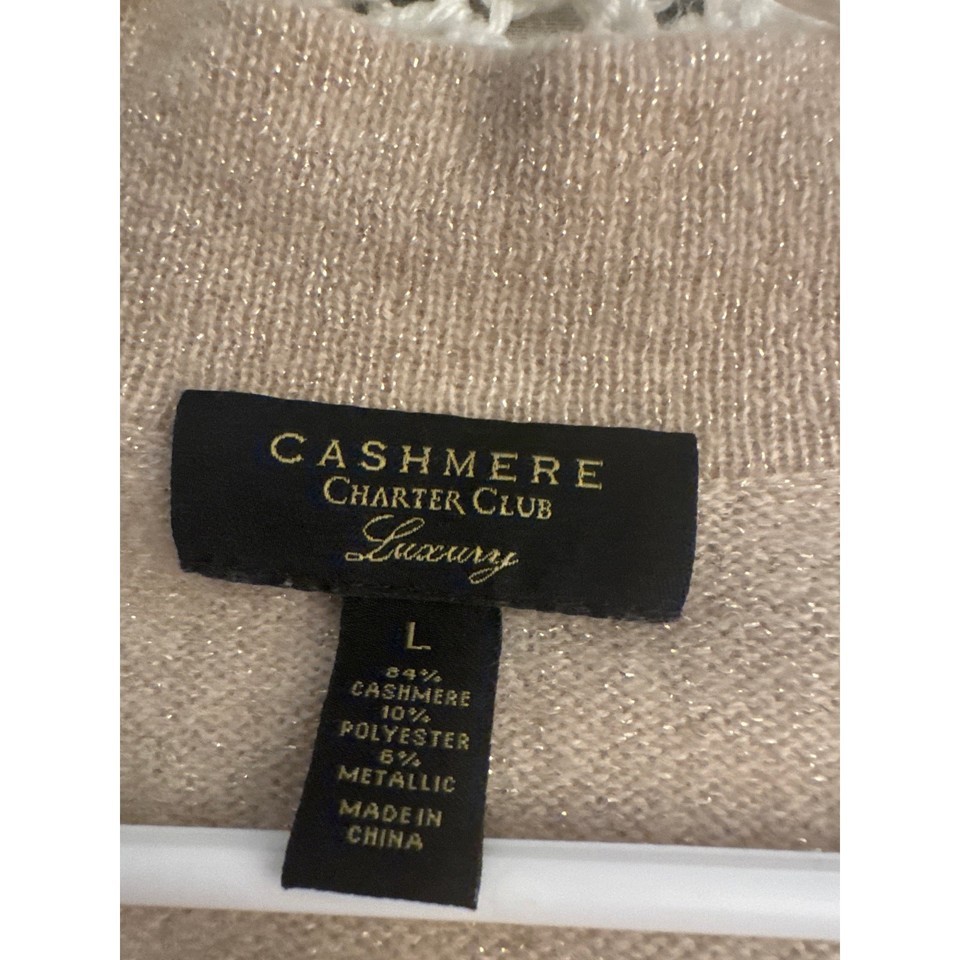 CASHMERE
CHARTER CLUB
Luxury
L
84%
CASHMERE
10%
POLYESTER
6%
METALLIC
MADE IN
CHINA